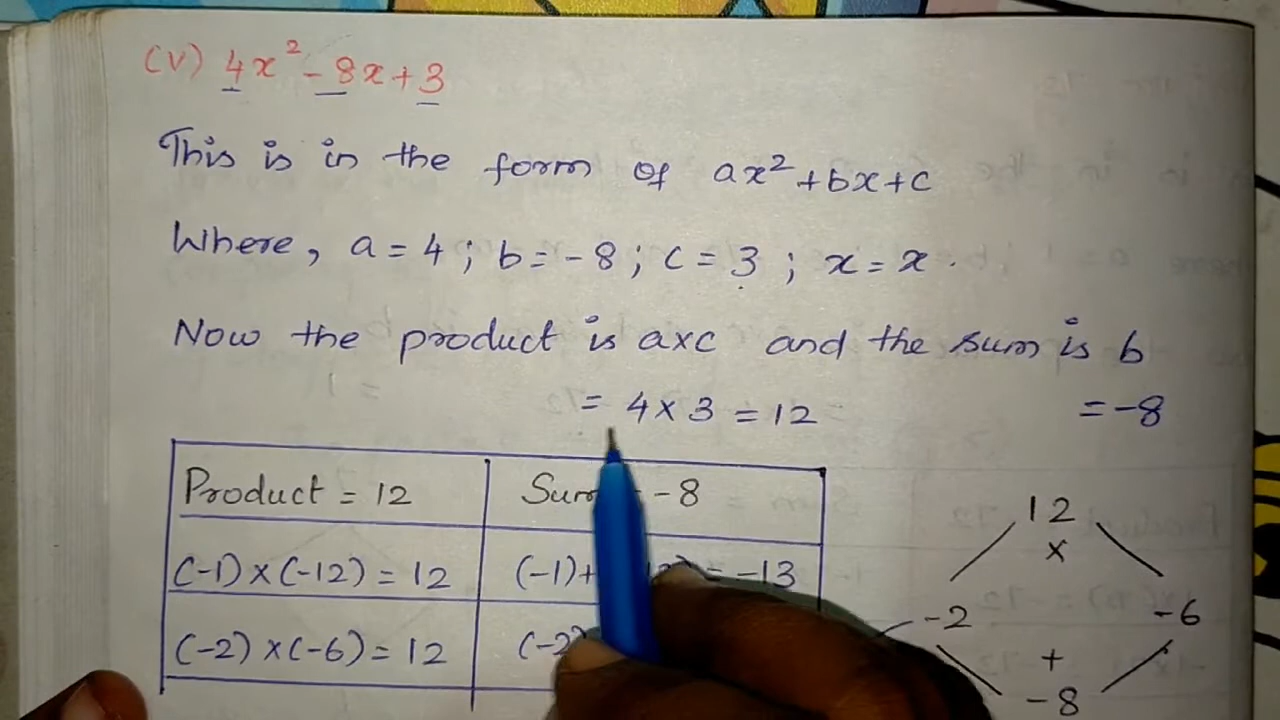 (v) 4x² - 8x + 3
This is in the form of ax² + bx + c
Where, a = 4 ; b = -8 ; c = 3 ; x = x .
Now the product is a×c and the sum is b
= 4 × 3 = 12 = -8
Product = 12 Sum -8
(-1) × (-12) = 12 (-1)+ = -13
(-2) × (-6) = 12 (-2)
12
×
-2 -6
+
-8